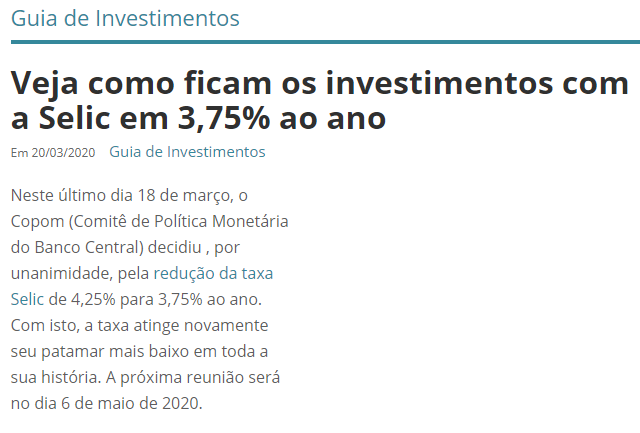 Guia de Investimentos
Veja como ficam os investimentos com
a Selic em 3,75% ao ano
Em 20/03/2020 Guia de Investimentos
Neste último dia 18 de março, o
Copom (Comitê de Política Monetária
do Banco Central) decidiu , por
unanimidade, pela redução da taxa
Selic de 4,25% para 3,75% ao ano.
Com isto, a taxa atinge novamente
seu patamar mais baixo em toda a
sua história. A próxima reunião será
no dia 6 de maio de 2020.